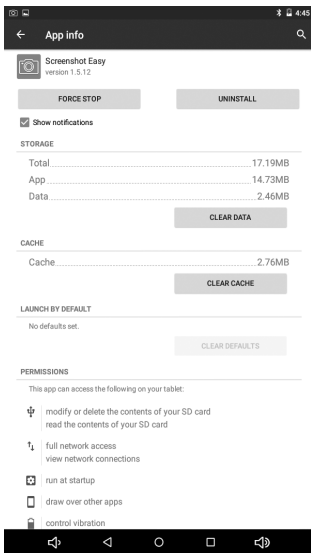 4:45
App info
Screenshot Easy
version 1.5.12
FORCE STOP
UNINSTALL
Show notifications
STORAGE
Total 17.19MB
App 14.73MB
Data 2.46MB
CLEAR DATA
CACHE
Cache 2.76MB
CLEAR CACHE
LAUNCH BY DEFAULT
No defaults set.
CLEAR DEFAULTS
PERMISSIONS
This app can access the following on your tablet:
modify or delete the contents of your SD card
read the contents of your SD card
full network access
view network connections
run at startup
draw over other apps
control vibration